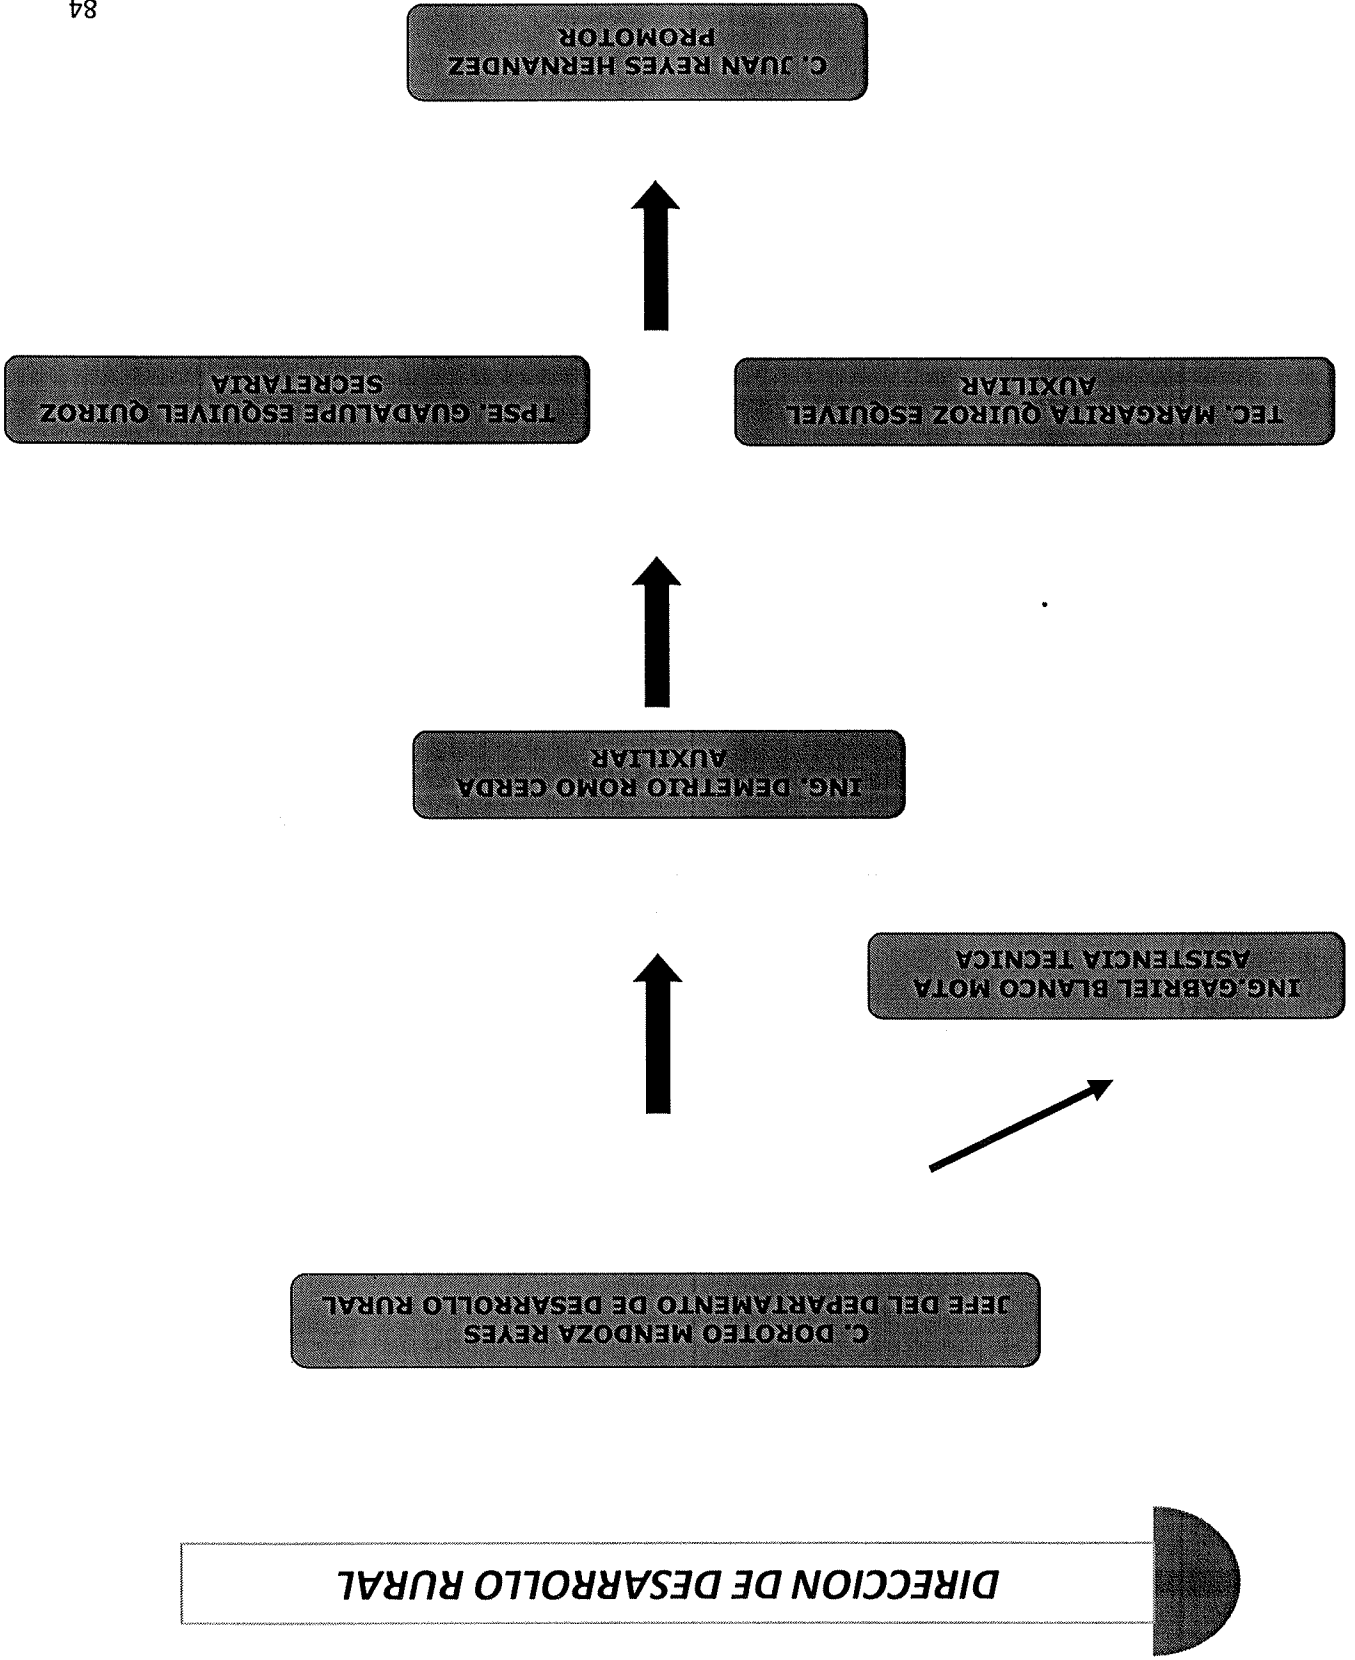 DIRECCION DE DESARROLLO RURAL
C. DOROTEO MENDOZA REYES
JEFE DEL DEPARTAMENTO DE DESARROLLO RURAL
ING.GABRIEL BLANCO MOTA
ASISTENCIA TECNICA
ING. DEMETRIO ROMO CERDA
AUXILIAR
TEC. MARGARITA QUIROZ ESQUIVEL
AUXILIAR
TPSE. GUADALUPE ESQUIVEL QUIROZ
SECRETARIA
C. JUAN REYES HERNANDEZ
PROMOTOR
84